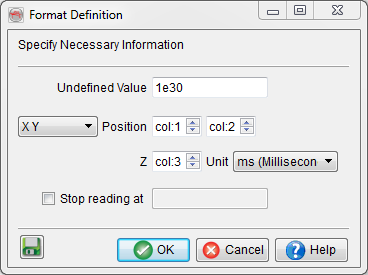 Format Definition
Specify Necessary Information
Undefined Value 1e30
X Y Position col:1 col:2
Z col:3 Unit ms (Millisecon
Stop reading at
OK Cancel Help